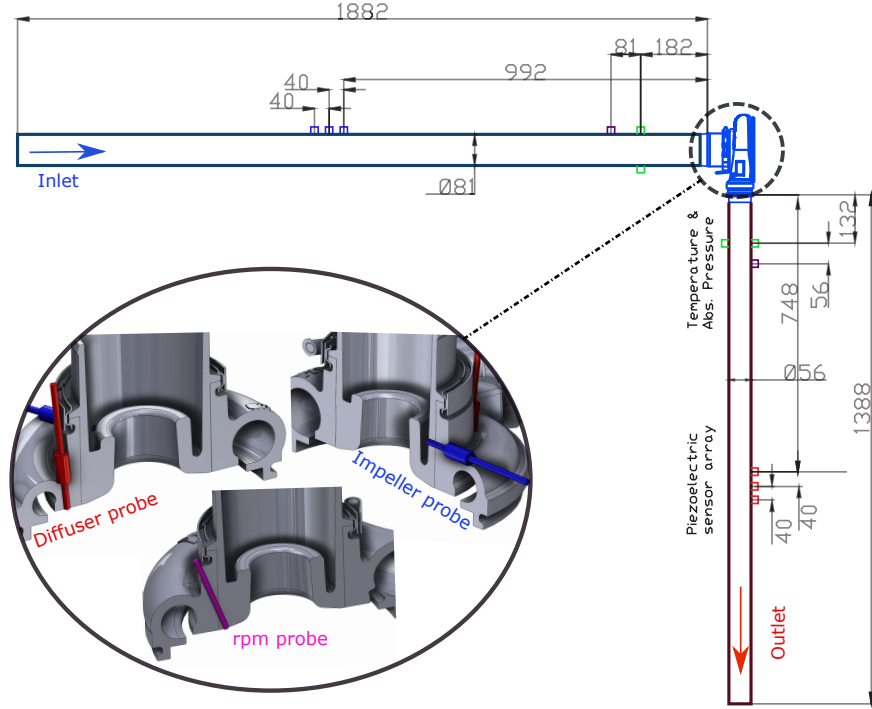 1882
81
182
992
40
40
Ø81
Inlet
Temperature &
Abs. Pressure
132
56
748
Ø56
1388
Piezoelectric
sensor array
40
40
Outlet
Diffuser probe
Impeller probe
rpm probe